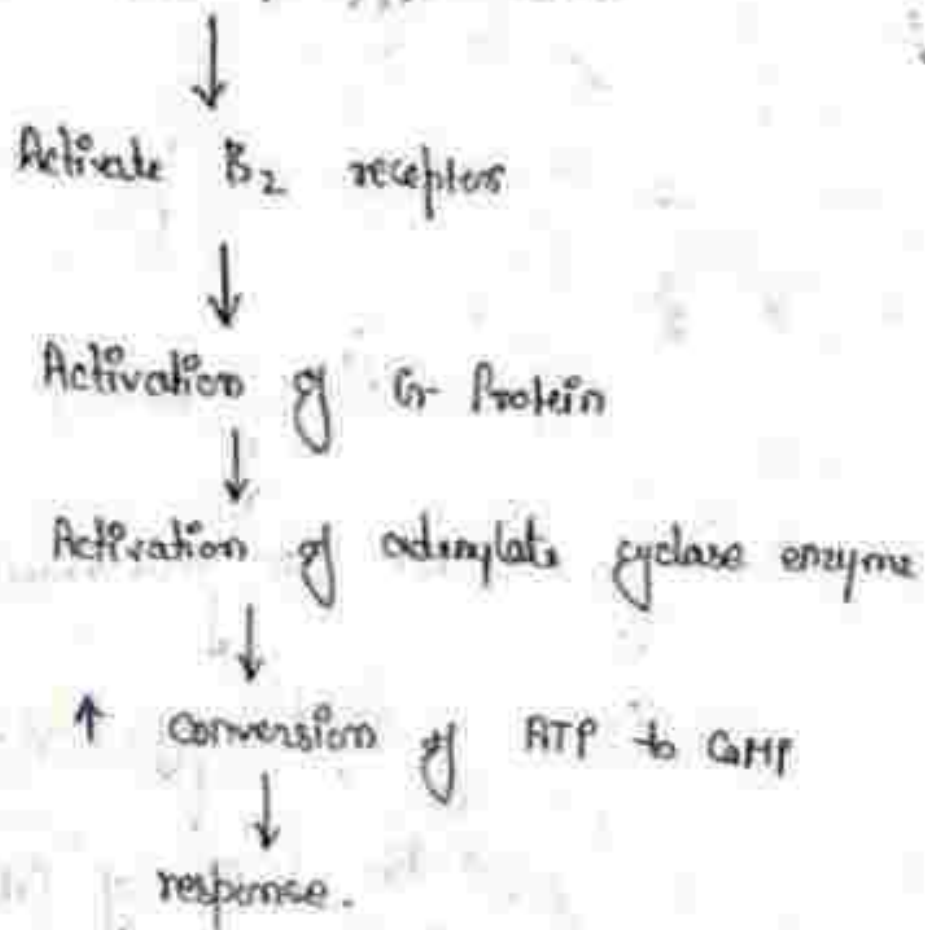 ↓
Activate B₂ receptors
↓
Activation of G- Protein
↓
Activation of adenylate cyclase enzyme
↓
↑ conversion of ATP to CAMP
↓
response.